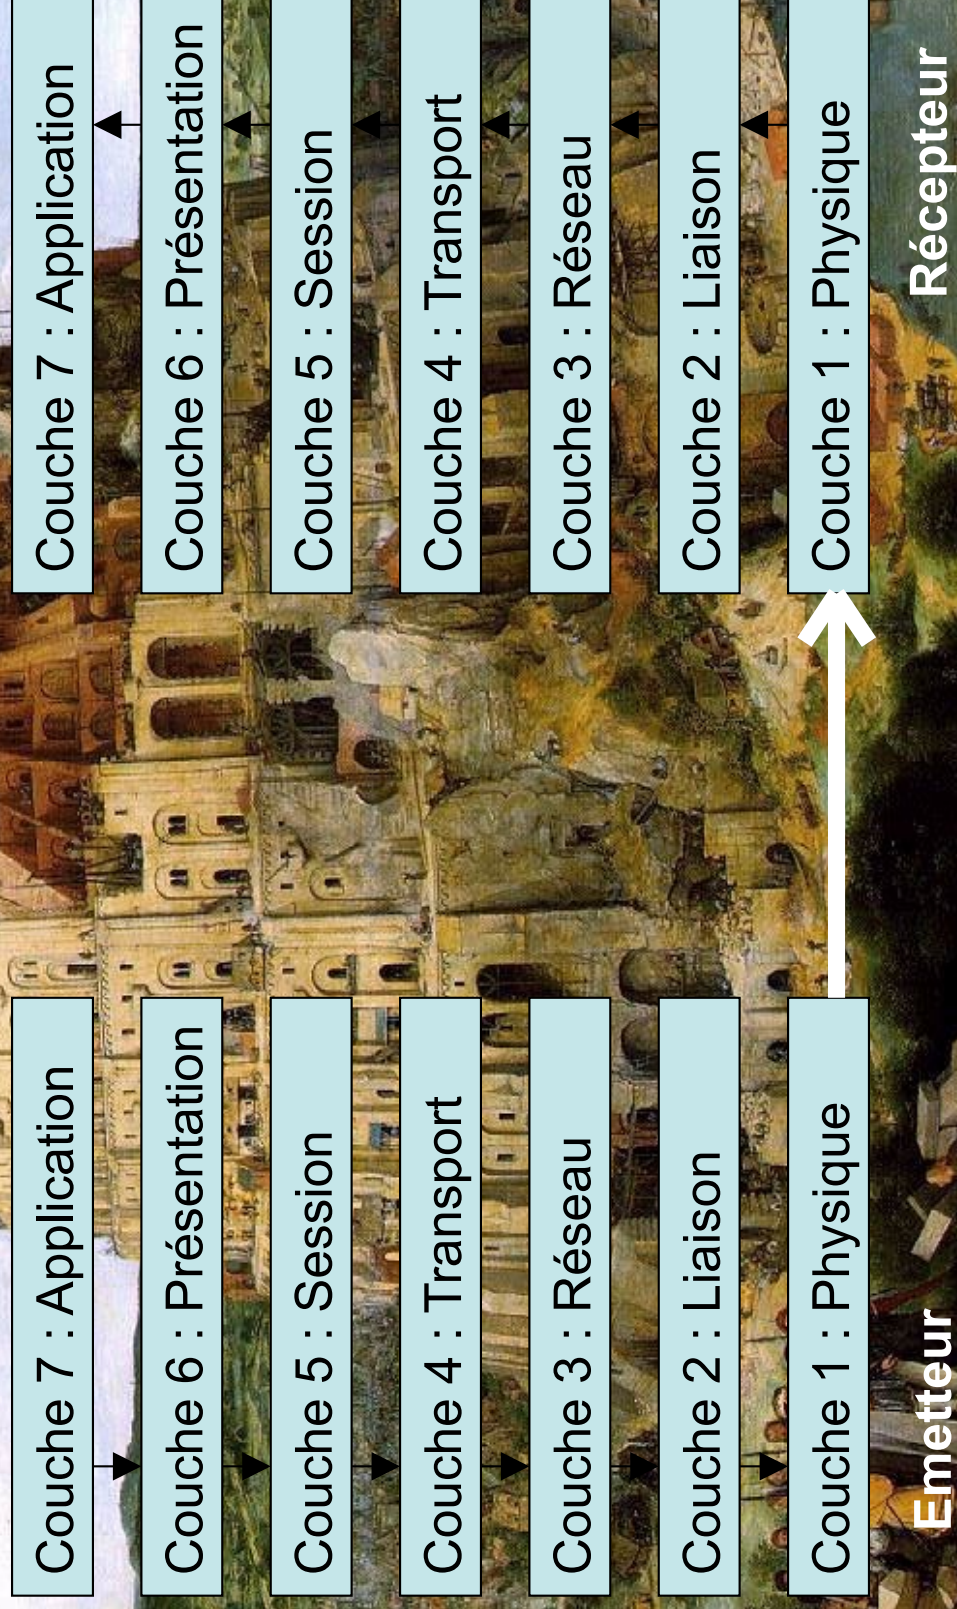 Couche 7 : Application
Couche 6 : Présentation
Couche 5 : Session
Couche 4 : Transport
Couche 3 : Réseau
Couche 2 : Liaison
Couche 1 : Physique
Emetteur
Couche 7 : Application
Couche 6 : Présentation
Couche 5 : Session
Couche 4 : Transport
Couche 3 : Réseau
Couche 2 : Liaison
Couche 1 : Physique
Récepteur